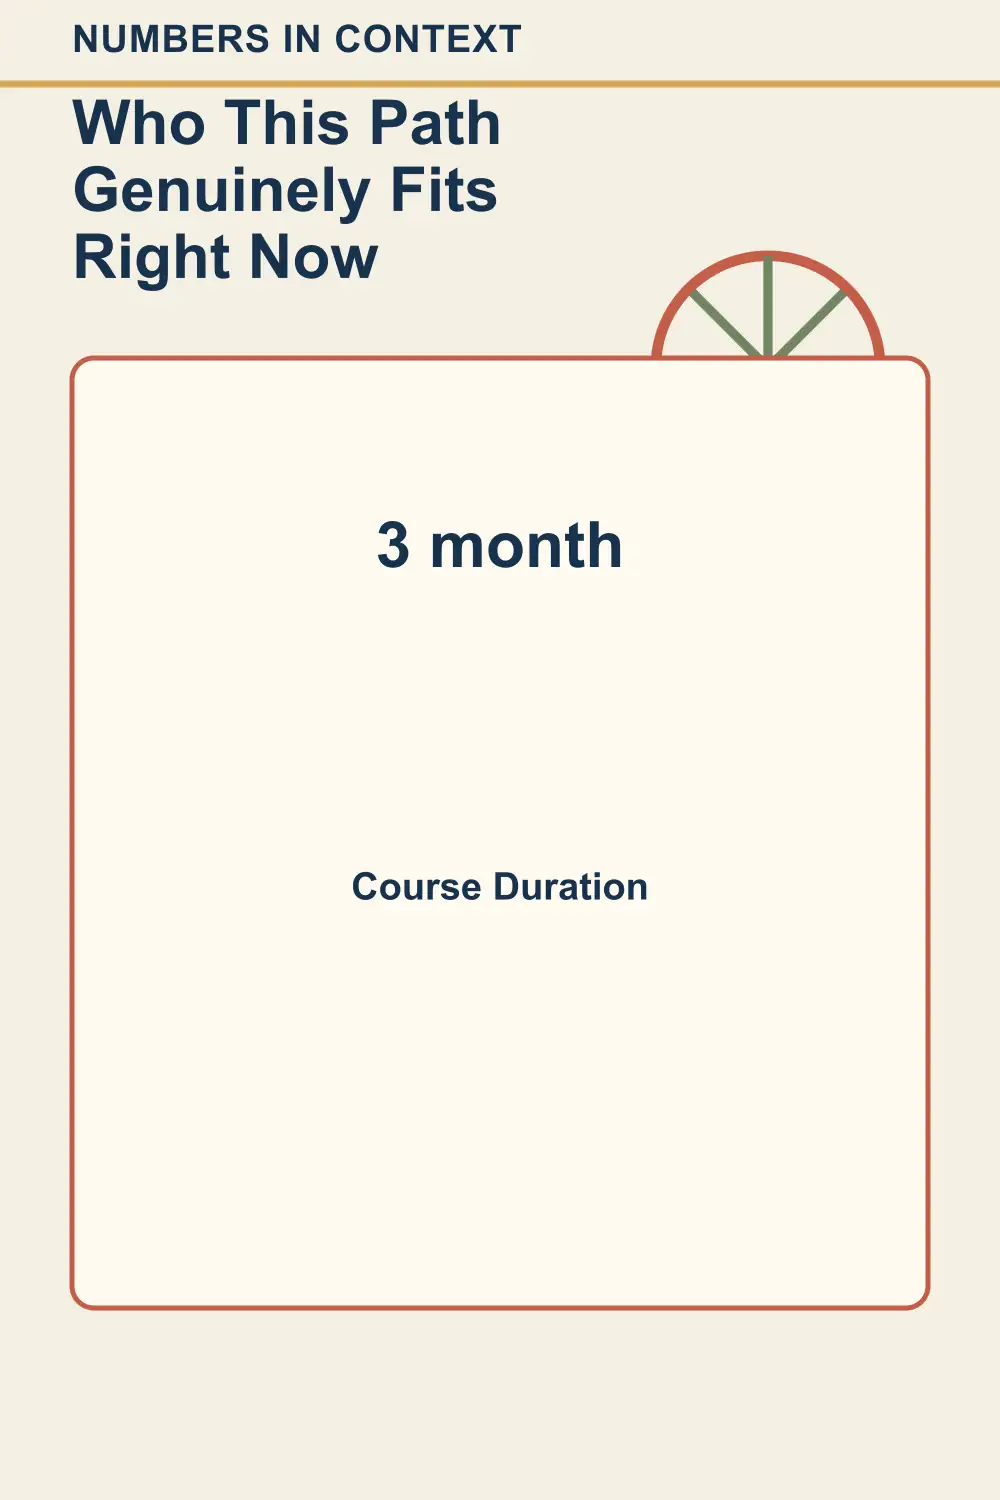 NUMBERS IN CONTEXT
Who This Path
Genuinely Fits
Right Now
3 month
Course Duration